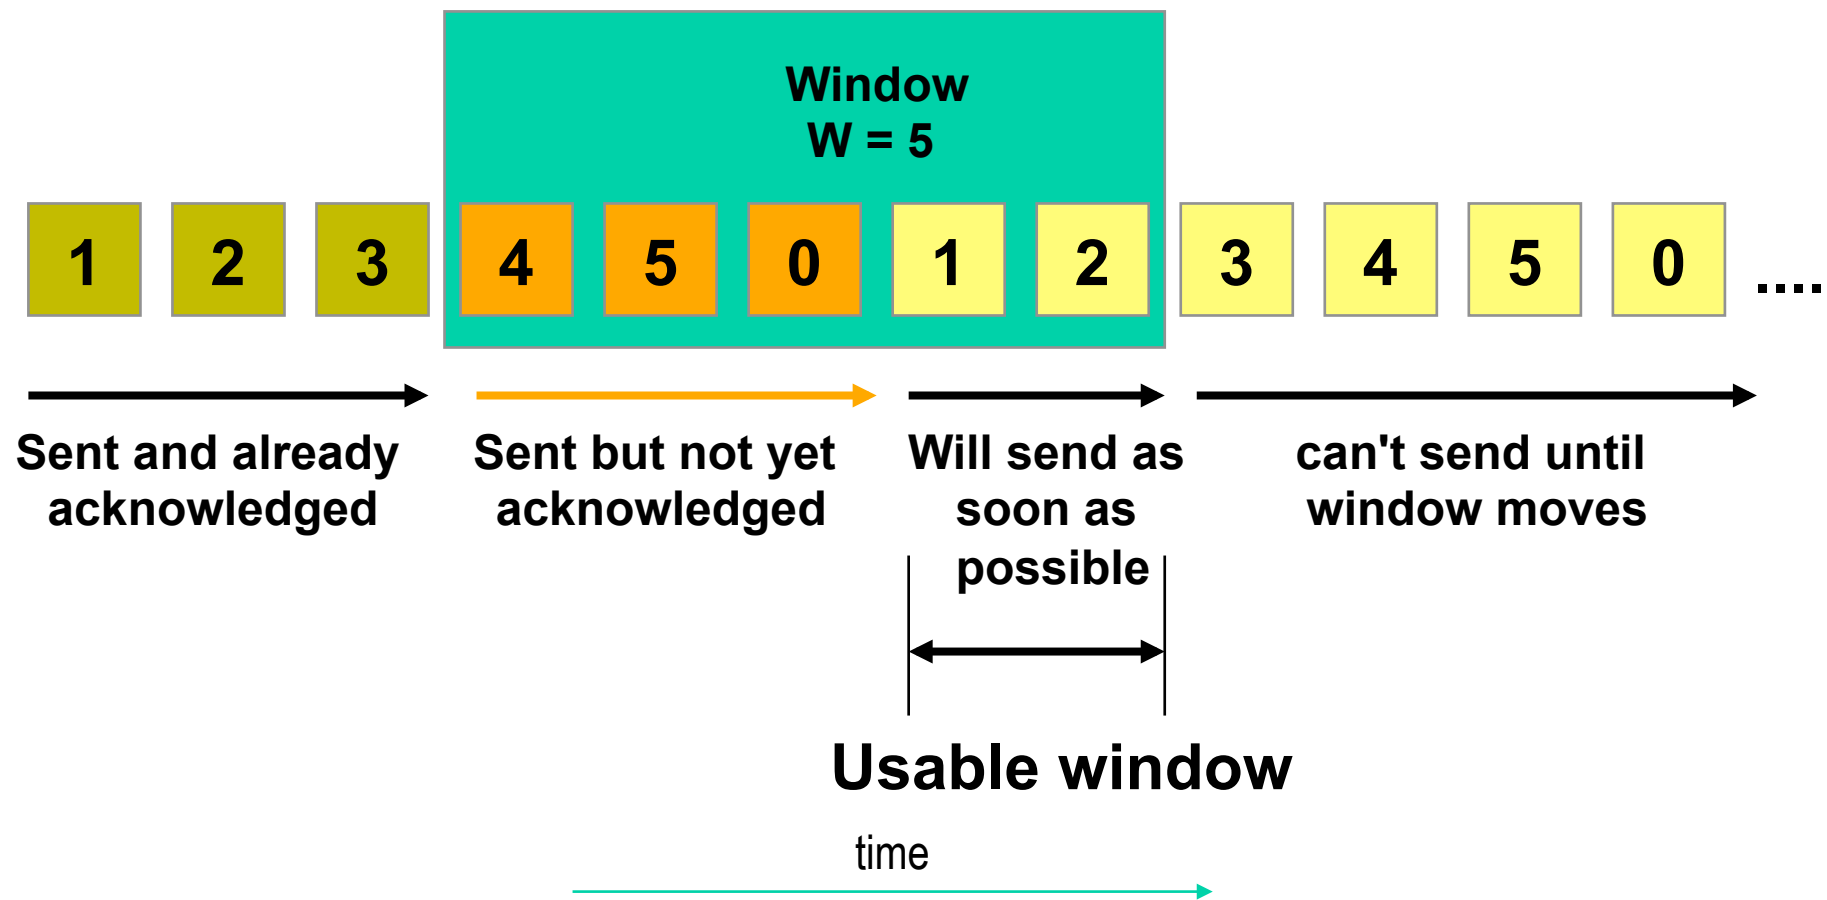 Window
W = 5
1 2 3 4 5 0 1 2 3 4 5 0 ....
Sent and already
acknowledged
Sent but not yet
acknowledged
Will send as
soon as
possible
can't send until
window moves
Usable window
time